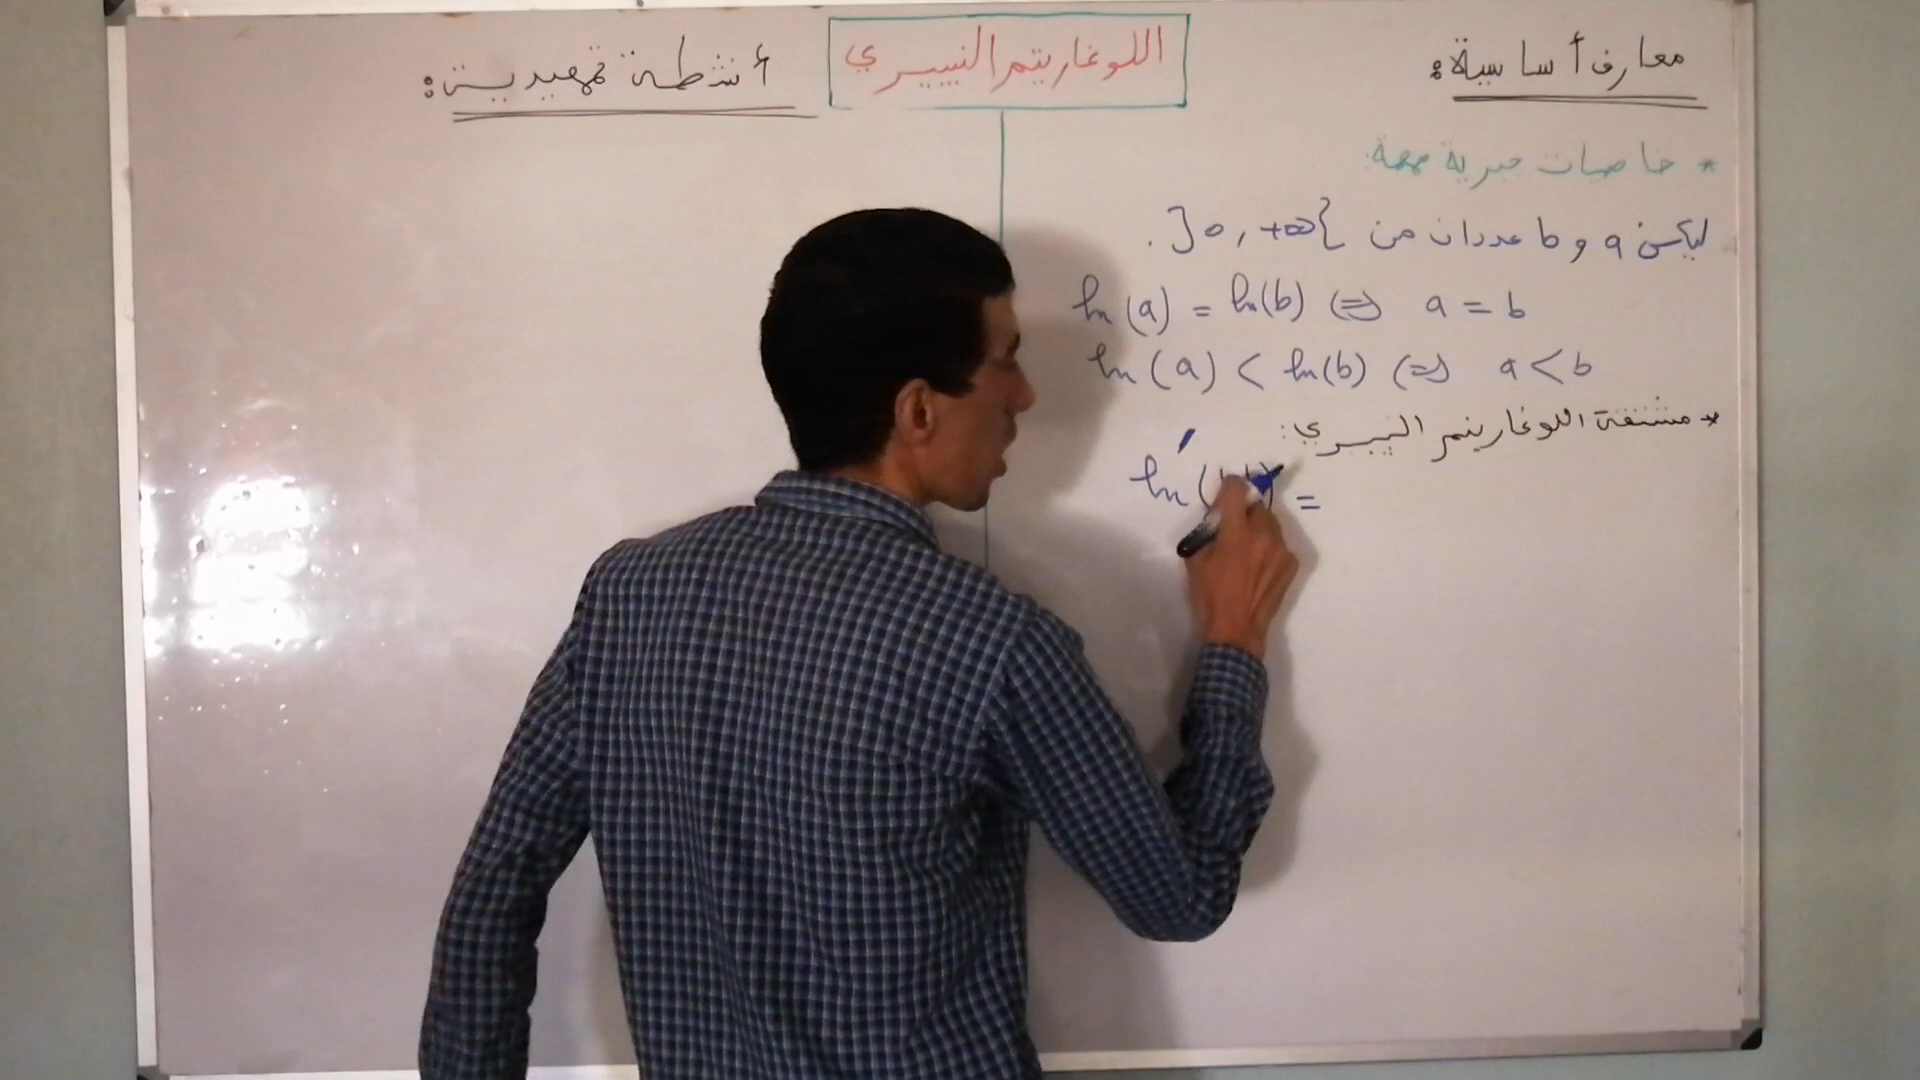 اللوغاريتم النيبيري
معارف أساسية:
* خاصيات جبرية مهمة:
ليكن a و b عددان من ]0, +∞[ .
ln(a) = ln(b) ⟺ a = b
ln(a) < ln(b) ⟺ a < b
* مشتقة اللوغاريتم النيبيري:
ln'( ) =
أنشطة تمهيدية: